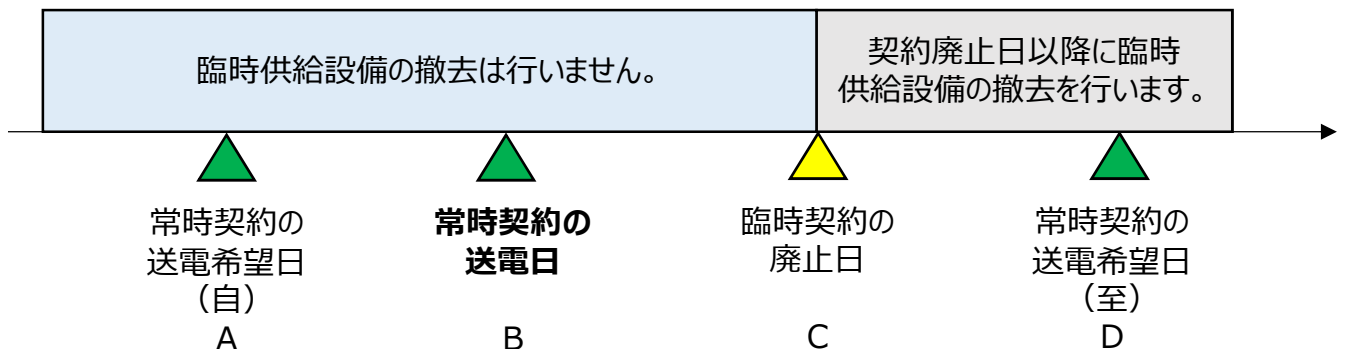 臨時供給設備の撤去は行いません。
契約廃止日以降に臨時
供給設備の撤去を行います。
常時契約の
送電希望日
（自）
A
常時契約の
送電日
B
臨時契約の
廃止日
C
常時契約の
送電希望日
（至）
D